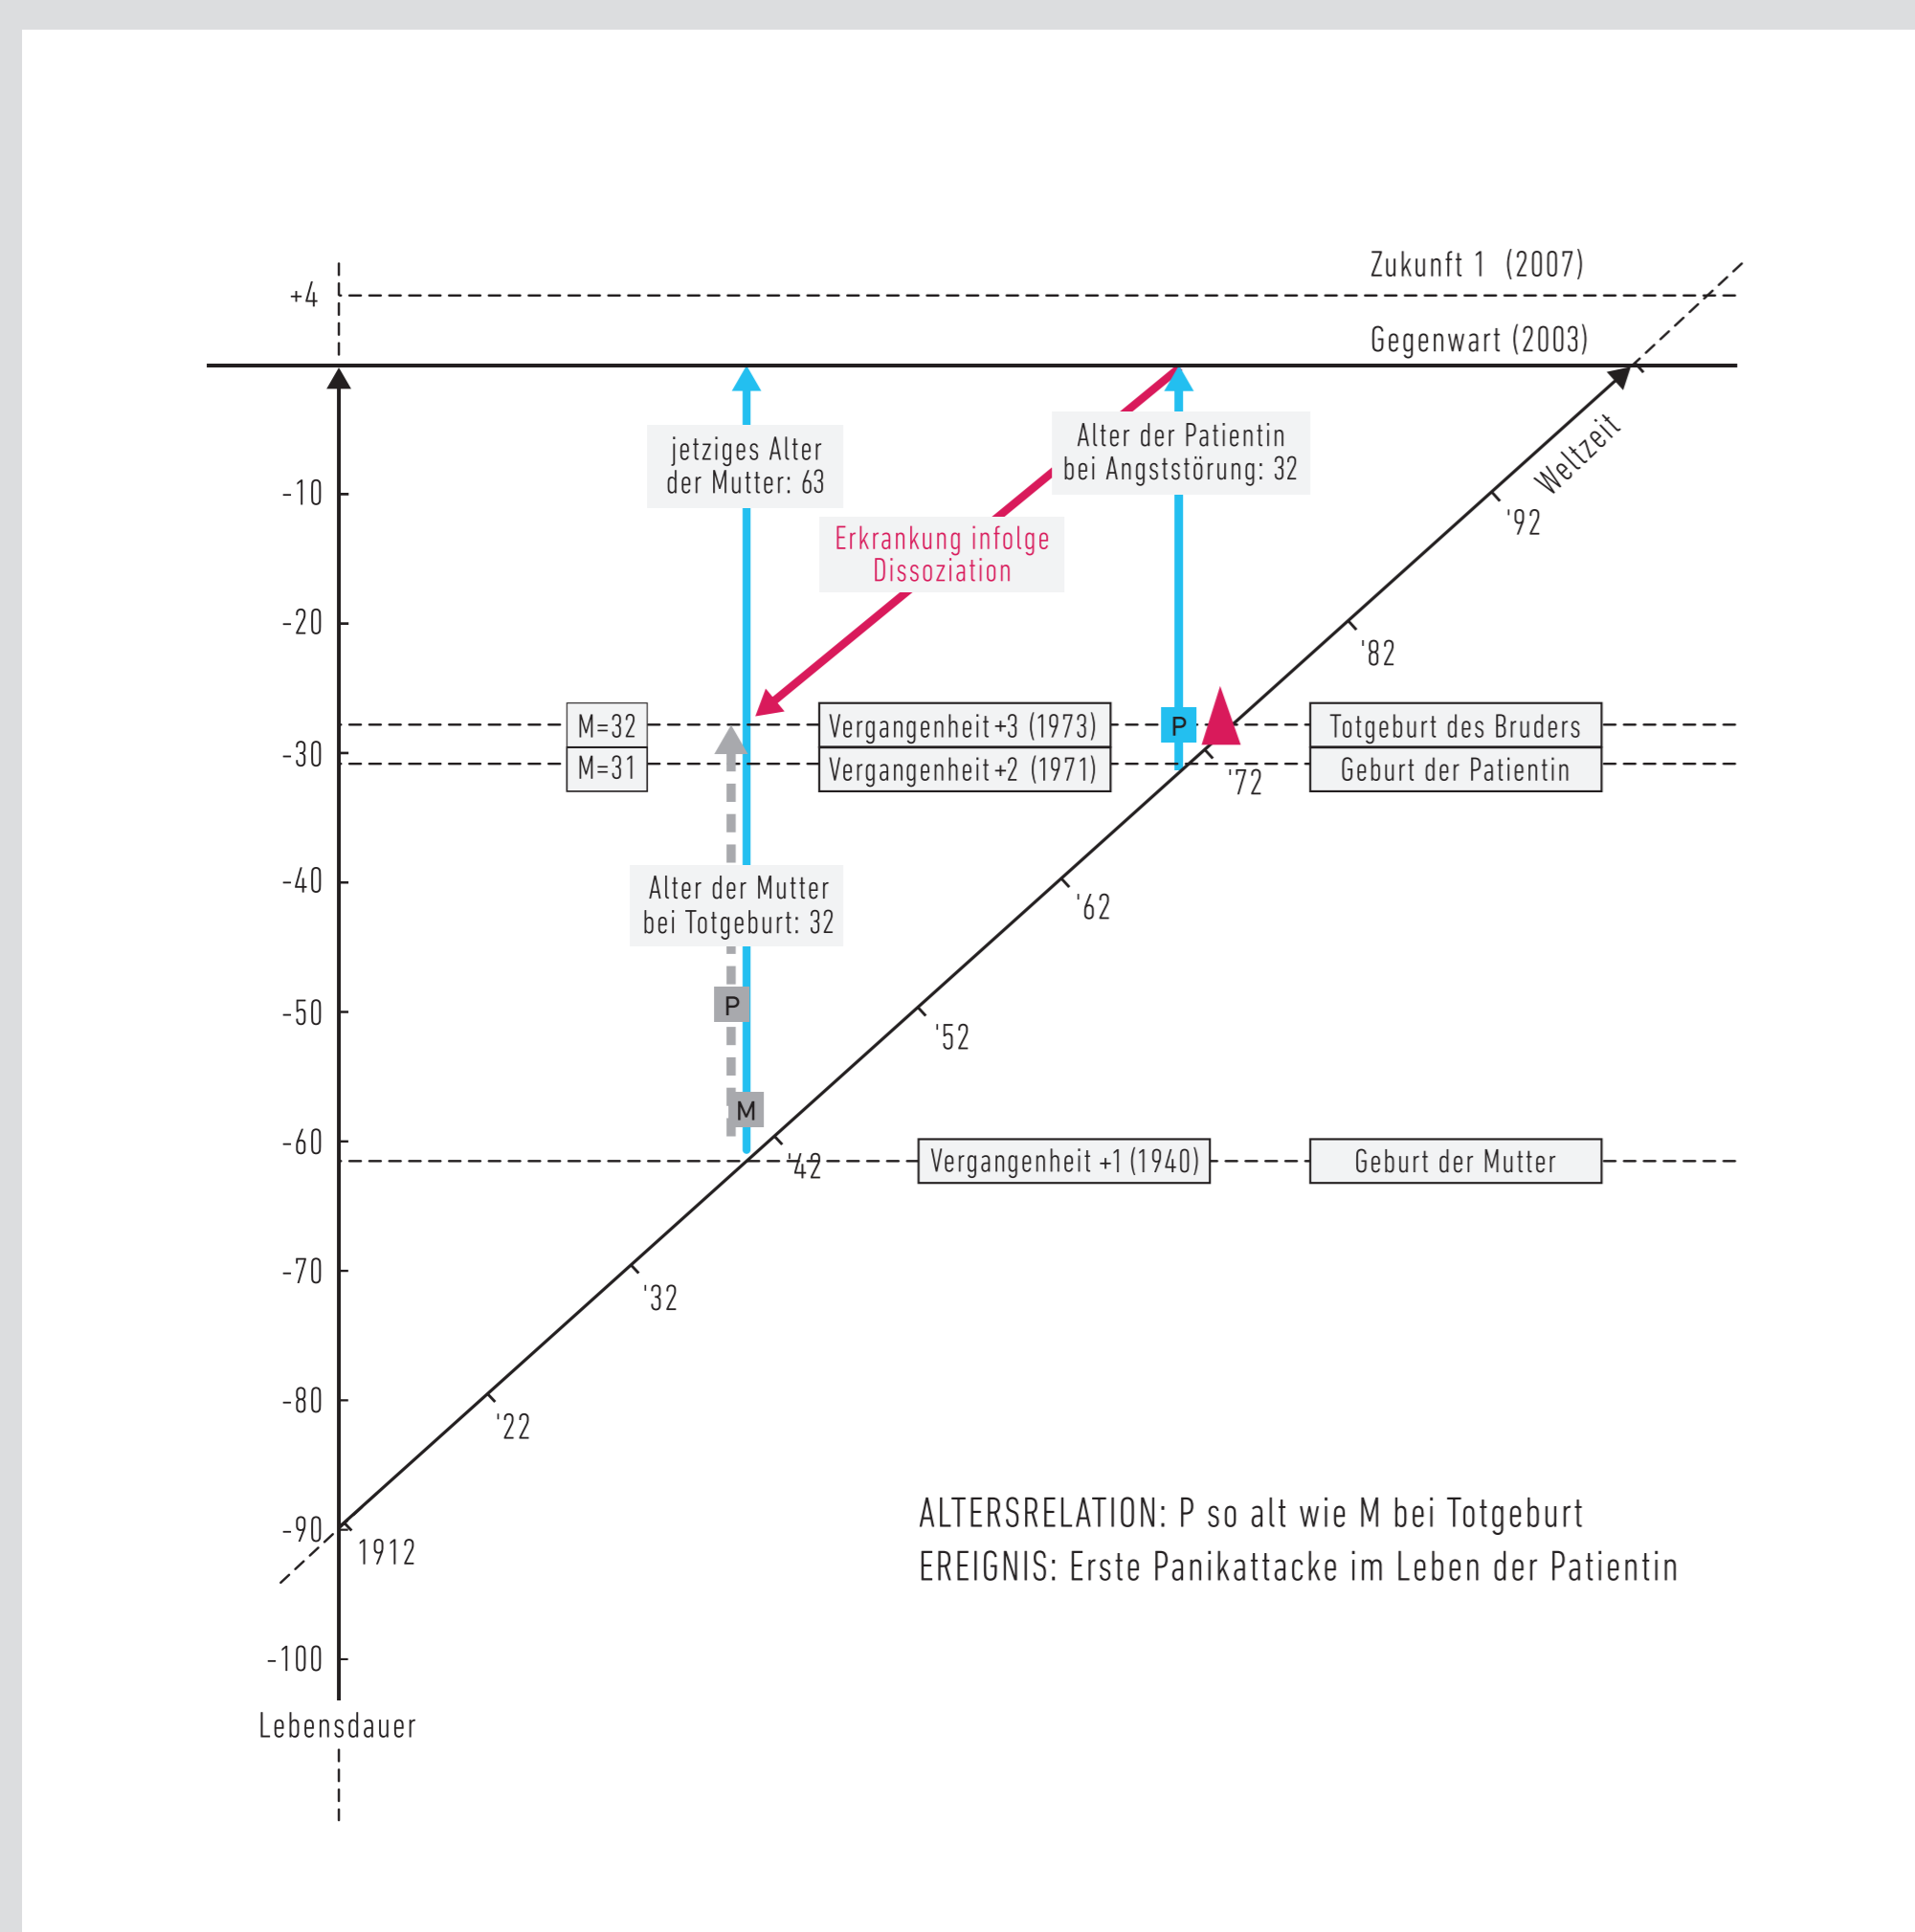 Zukunft 1 (2007)
+4
Gegenwart (2003)
jetziges Alter
der Mutter: 63
Alter der Patientin
bei Angststörung: 32
Weltzeit
-10
'92
Erkrankung infolge
Dissoziation
-20
'82
M=32
Vergangenheit +3 (1973)
P
Totgeburt des Bruders
-30
M=31
Vergangenheit +2 (1971)
Geburt der Patientin
'72
-40
Alter der Mutter
bei Totgeburt: 32
'62
-50
P
'52
M
-60
'42
Vergangenheit +1 (1940)
Geburt der Mutter
-70
'32
-80
'22
-90
1912
ALTERSRELATION: P so alt wie M bei Totgeburt
EREIGNIS: Erste Panikattacke im Leben der Patientin
-100
Lebensdauer